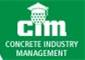 cim
CONCRETE INDUSTRY
MANAGEMENT